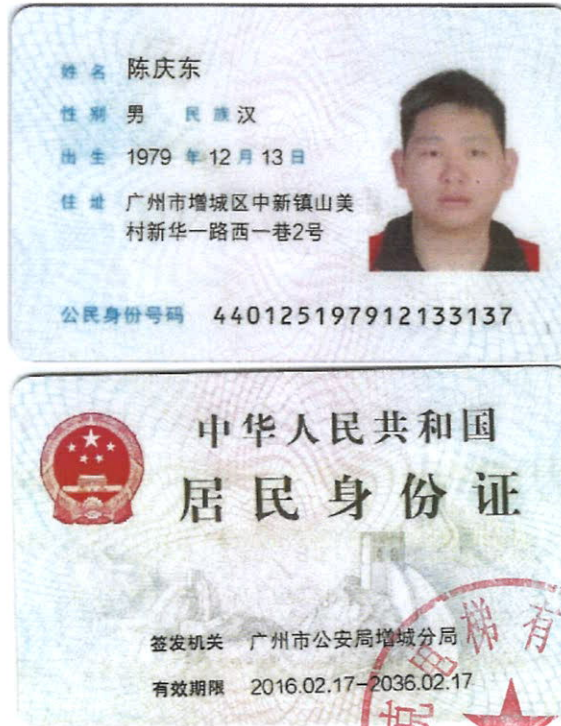 姓名 陈庆东
性别 男 民族 汉
出生 1979 年 12 月 13 日
住址 广州市增城区中新镇山美
村新华一路西一巷2号
公民身份号码 440125197912133137
中华人民共和国
居民身份证
签发机关 广州市公安局增城分局
有效期限 2016.02.17-2036.02.17
梯有